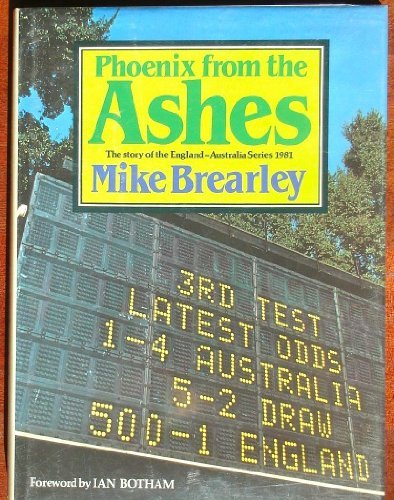 Phoenix from the
Ashes
The story of the England-Australia Series 1981
Mike Brearley
3RD TEST
LATEST ODDS
1-4 AUSTRALIA
5-2 DRAW
500-1 ENGLAND
Foreword by IAN BOTHAM